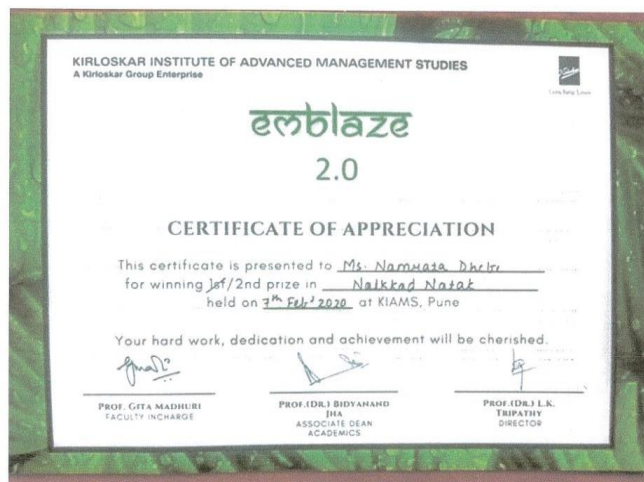 KIRLOSKAR INSTITUTE OF ADVANCED MANAGEMENT STUDIES
A Kirloskar Group Enterprise
emblaze
2.0
CERTIFICATE OF APPRECIATION
This certificate is presented to Ms. Namrata
for winning 1st/2nd prize in Nalkkad Natak
held on 7th Feb' 2020 at KIAMS, Pune
Your hard work, dedication and achievement will be cherished.
PROF. GITA MADHURI
FACULTY INCHARGE
PROF.(DR.) BIDYANAND
JHA
ASSOCIATE DEAN
ACADEMICS
PROF.(DR.) L.K.
TRIPATHY
DIRECTOR